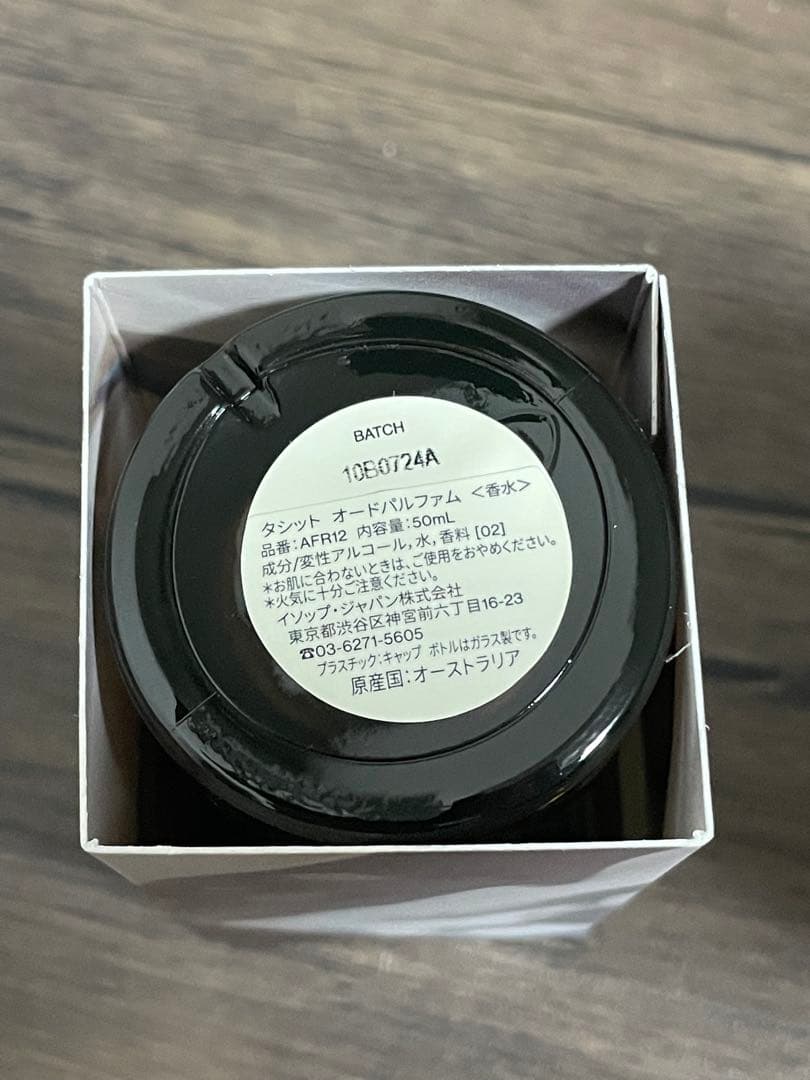 BATCH
10B0724A
タシット オードパルファム <香水>
品番:AFR12 内容量:50mL
成分/変性アルコール,水,香料 [02]
*お肌に合わないときは、ご使用をおやめください。
*火気に十分ご注意ください。
イソップ・ジャパン株式会社
東京都渋谷区神宮前六丁目16-23
☎03-6271-5605
プラスチック:キャップ ボトルはガラス製です。
原産国:オーストラリア